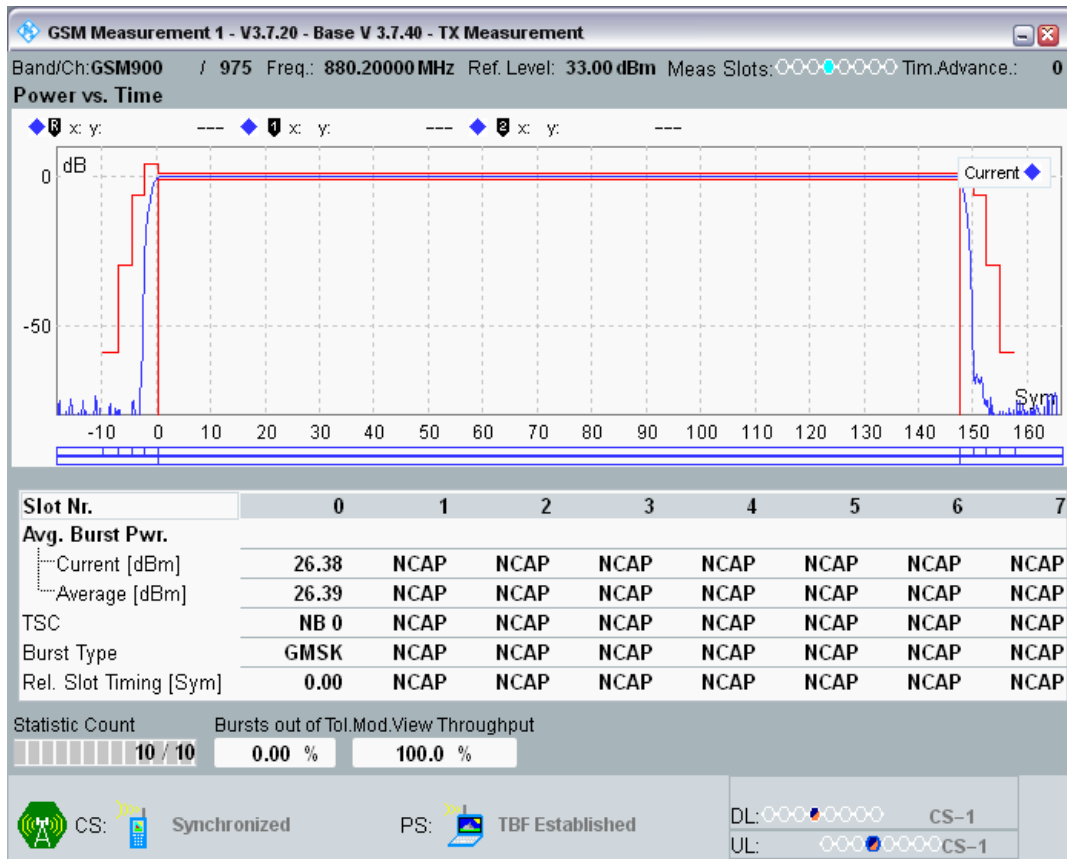 GSM Measurement 1 - V3.7.20 - Base V 3.7.40 - TX Measurement
Band/Ch:GSM900 / 975 Freq.: 880.20000 MHz Ref. Level: 33.00 dBm Meas Slots: Tim.Advance.: 0
Power vs. Time
R x: y: --- 1 x: y: --- 2 x: y: ---
dB
Current
0
-50
Sym
-10 0 10 20 30 40 50 60 70 80 90 100 110 120 130 140 150 160
Slot Nr. 0 1 2 3 4 5 6 7
Avg. Burst Pwr.
Current [dBm] 26.38 NCAP NCAP NCAP NCAP NCAP NCAP NCAP
Average [dBm] 26.39 NCAP NCAP NCAP NCAP NCAP NCAP NCAP
TSC NB 0 NCAP NCAP NCAP NCAP NCAP NCAP NCAP
Burst Type GMSK NCAP NCAP NCAP NCAP NCAP NCAP NCAP
Rel. Slot Timing [Sym] 0.00 NCAP NCAP NCAP NCAP NCAP NCAP NCAP
Statistic Count Bursts out of Tol.Mod.View Throughput
10 / 10 0.00 % 100.0 %
CS: Synchronized PS: TBF Established
DL: CS-1
UL: CS-1